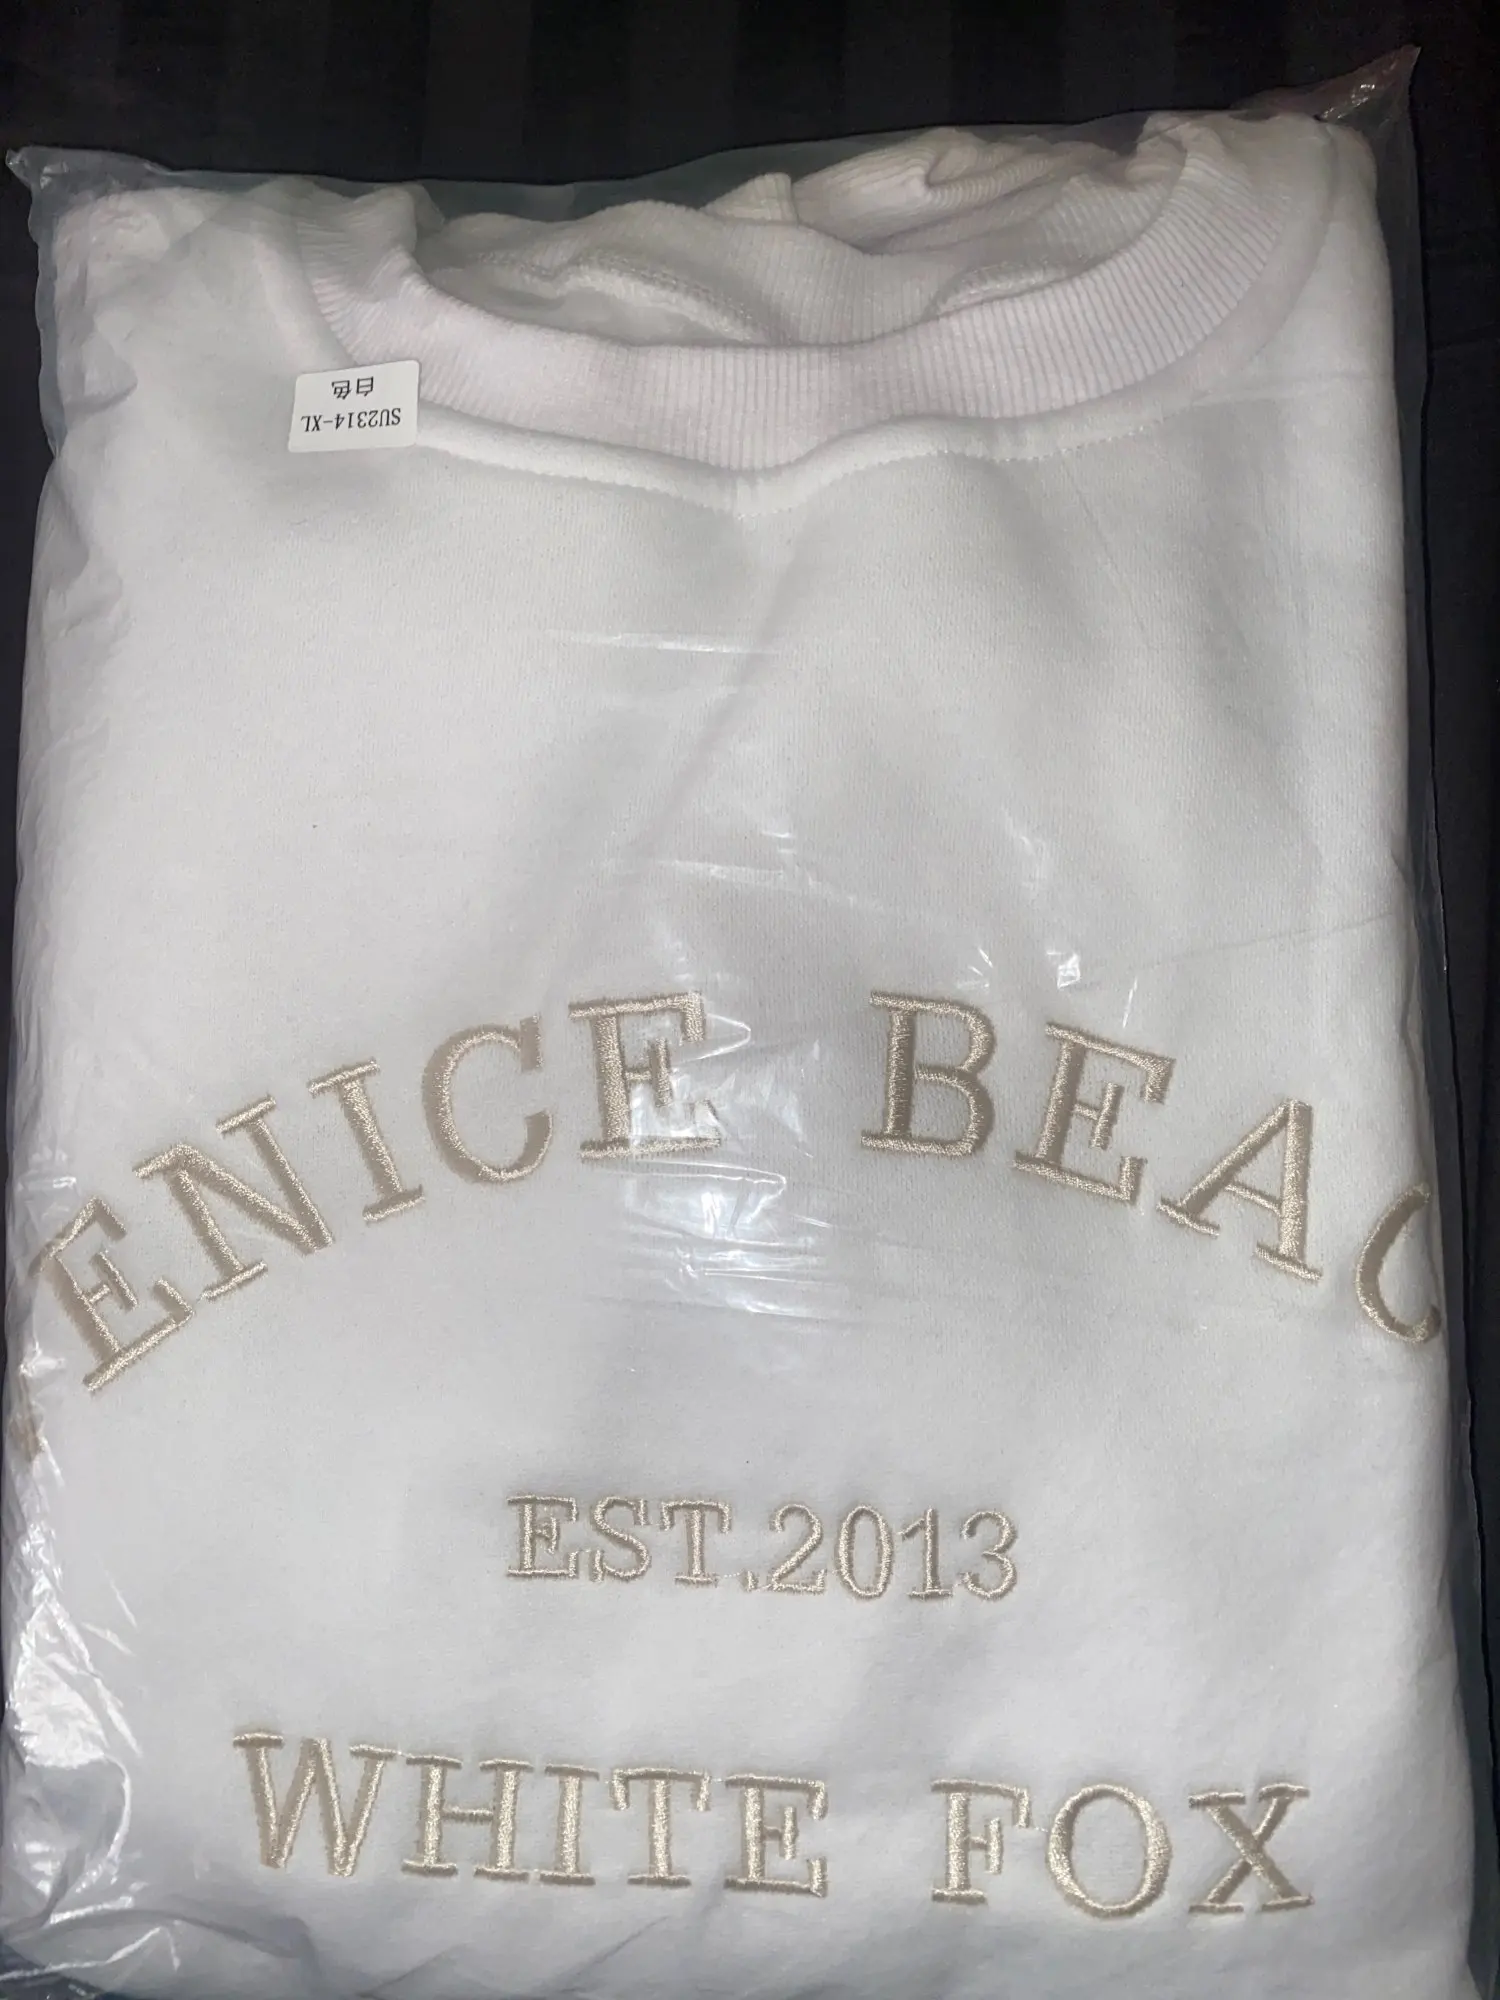 SU2314-XL
白色
ENICE BEAC
EST.2013
WHITE FOX